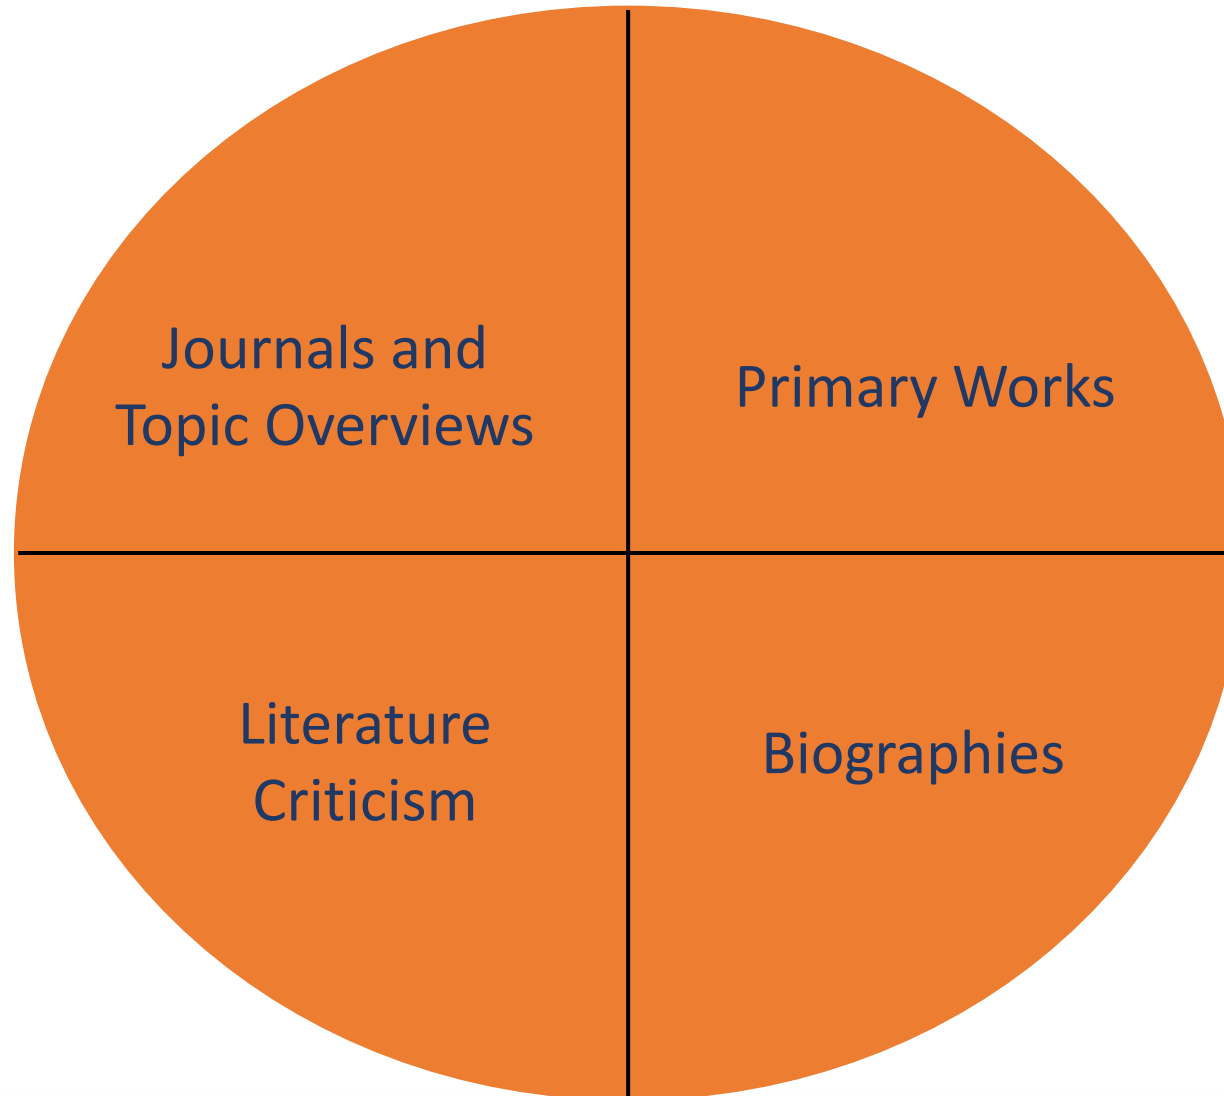 Journals and
Topic Overviews
Primary Works
Literature
Criticism
Biographies